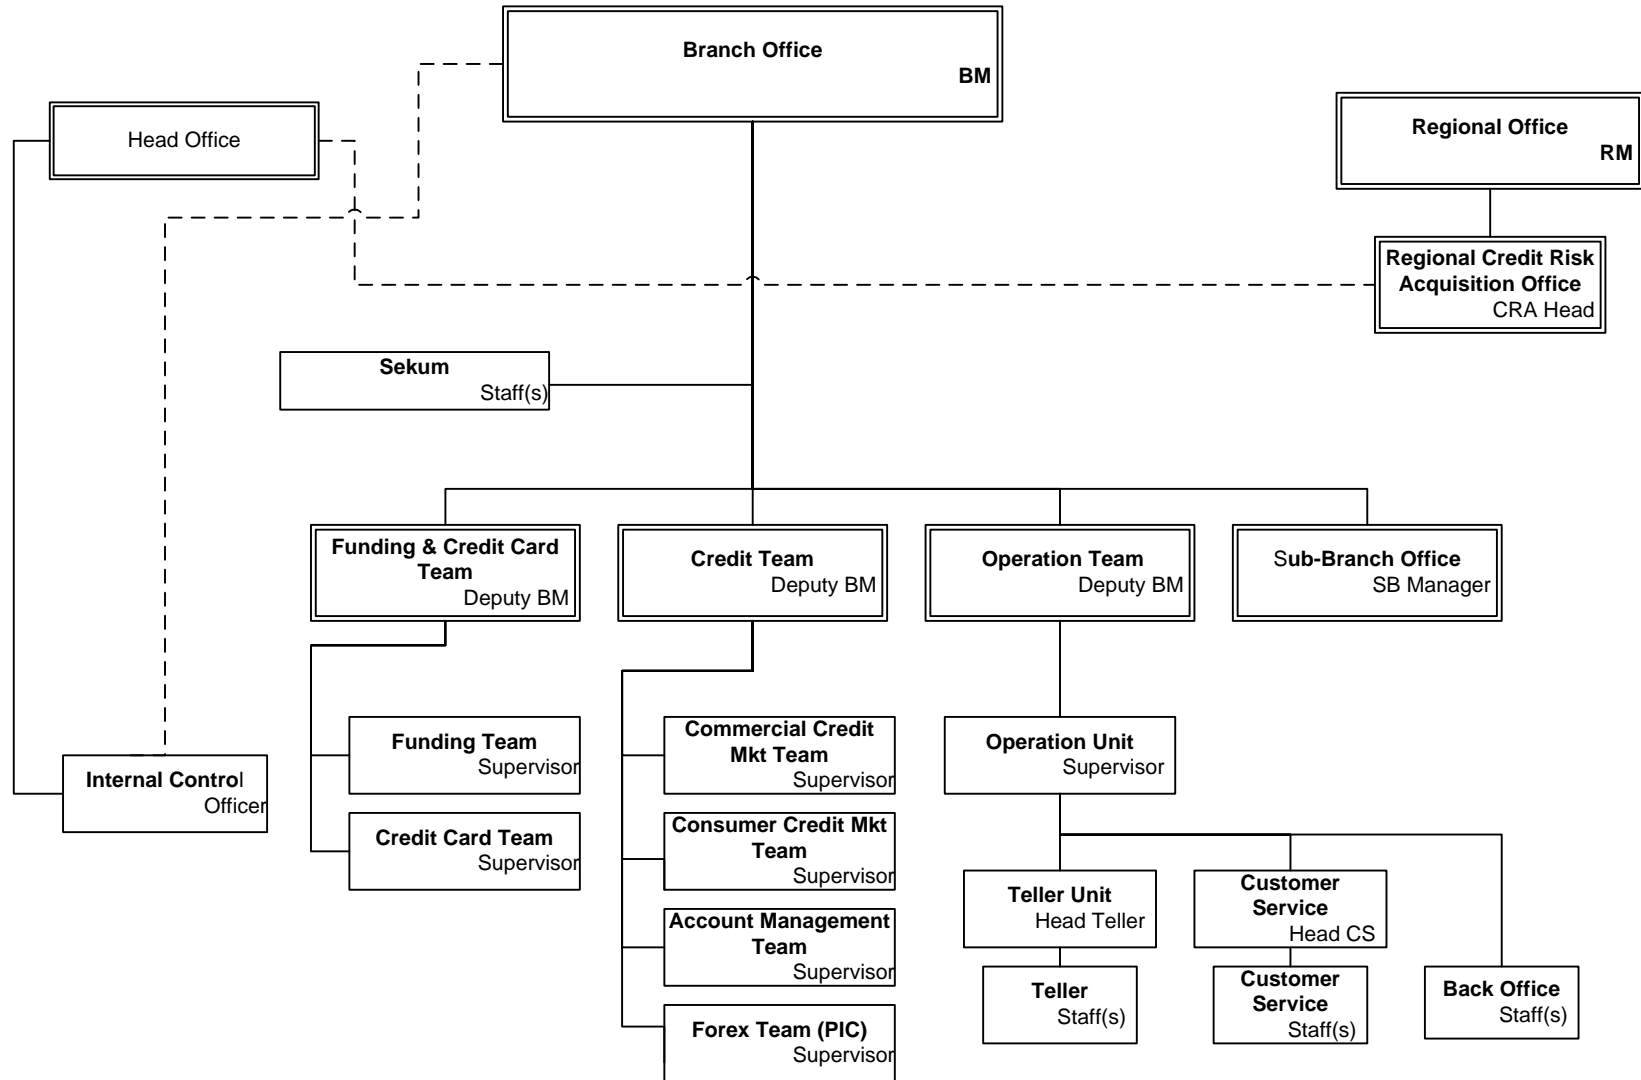 Branch Office
BM
Head Office
Regional Office
RM
Regional Credit Risk
Acquisition Office
CRA Head
Sekum
Staff(s)
Funding & Credit Card
Team
Deputy BM
Credit Team
Deputy BM
Operation Team
Deputy BM
Sub-Branch Office
SB Manager
Internal Control
Officer
Funding Team
Supervisor
Credit Card Team
Supervisor
Commercial Credit
Mkt Team
Supervisor
Consumer Credit Mkt
Team
Supervisor
Account Management
Team
Supervisor
Forex Team (PIC)
Supervisor
Operation Unit
Supervisor
Teller Unit
Head Teller
Customer
Service
Head CS
Teller
Staff(s)
Customer
Service
Staff(s)
Back Office
Staff(s)